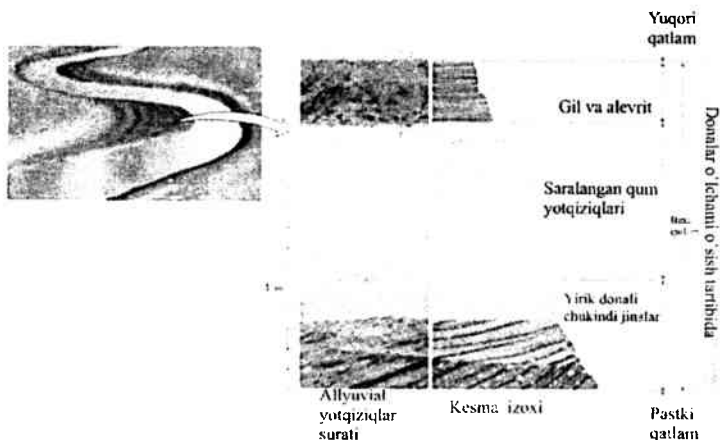 Yuqori
qatlam
Gil va alevrit
Saralangan qum
yotqiziqlari
Yirik donali
chukindi jinslar
Donalar o'lchami o'sish tartibida
Allyuvial
yotqiziqlar
surati
Kesma izoxi
Pastki
qatlam